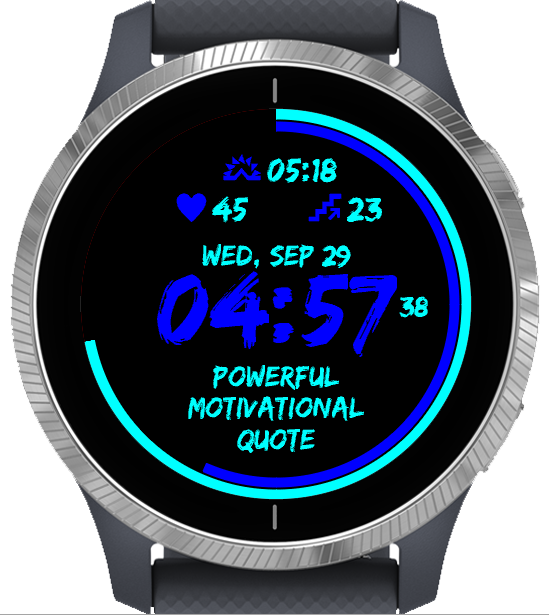 05:18
45 23
WED, SEP 29
04:57 38
POWERFUL
MOTIVATIONAL
QUOTE